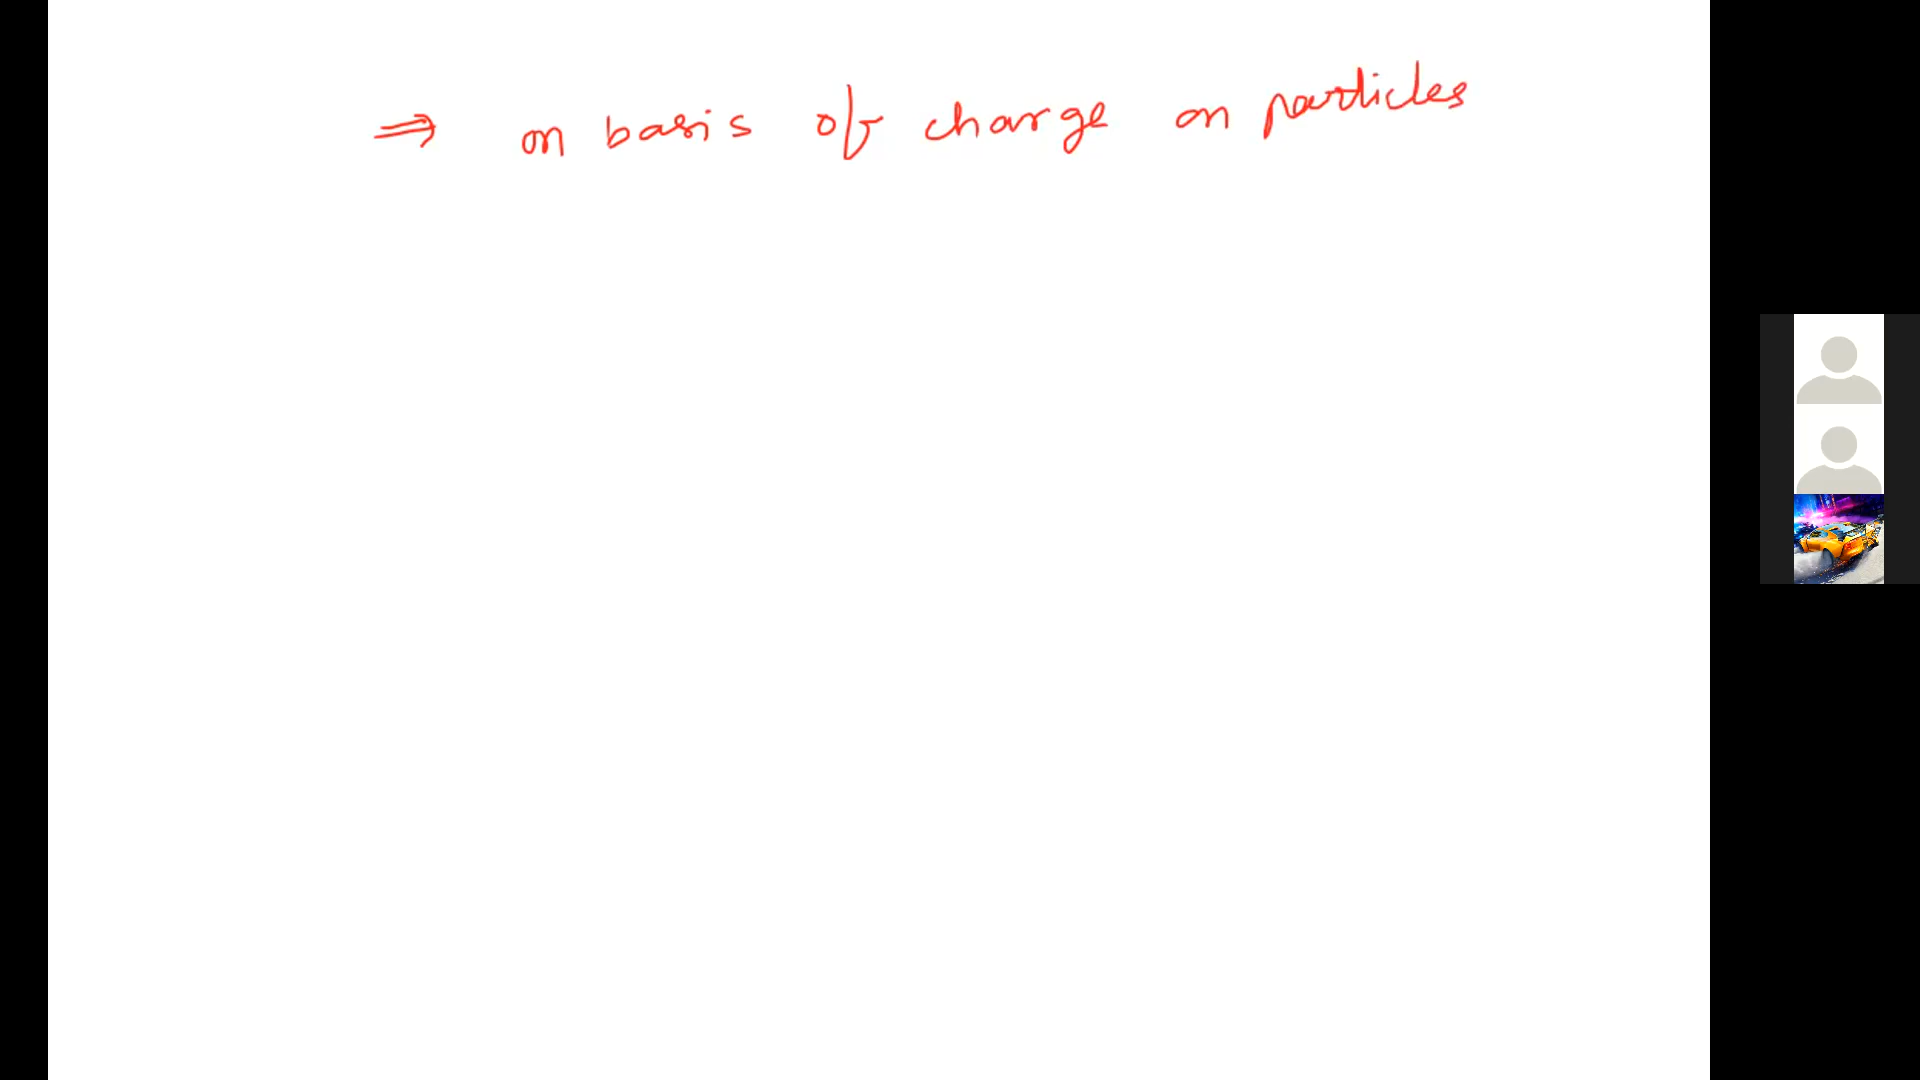 ⇒ on basis of charge on particles